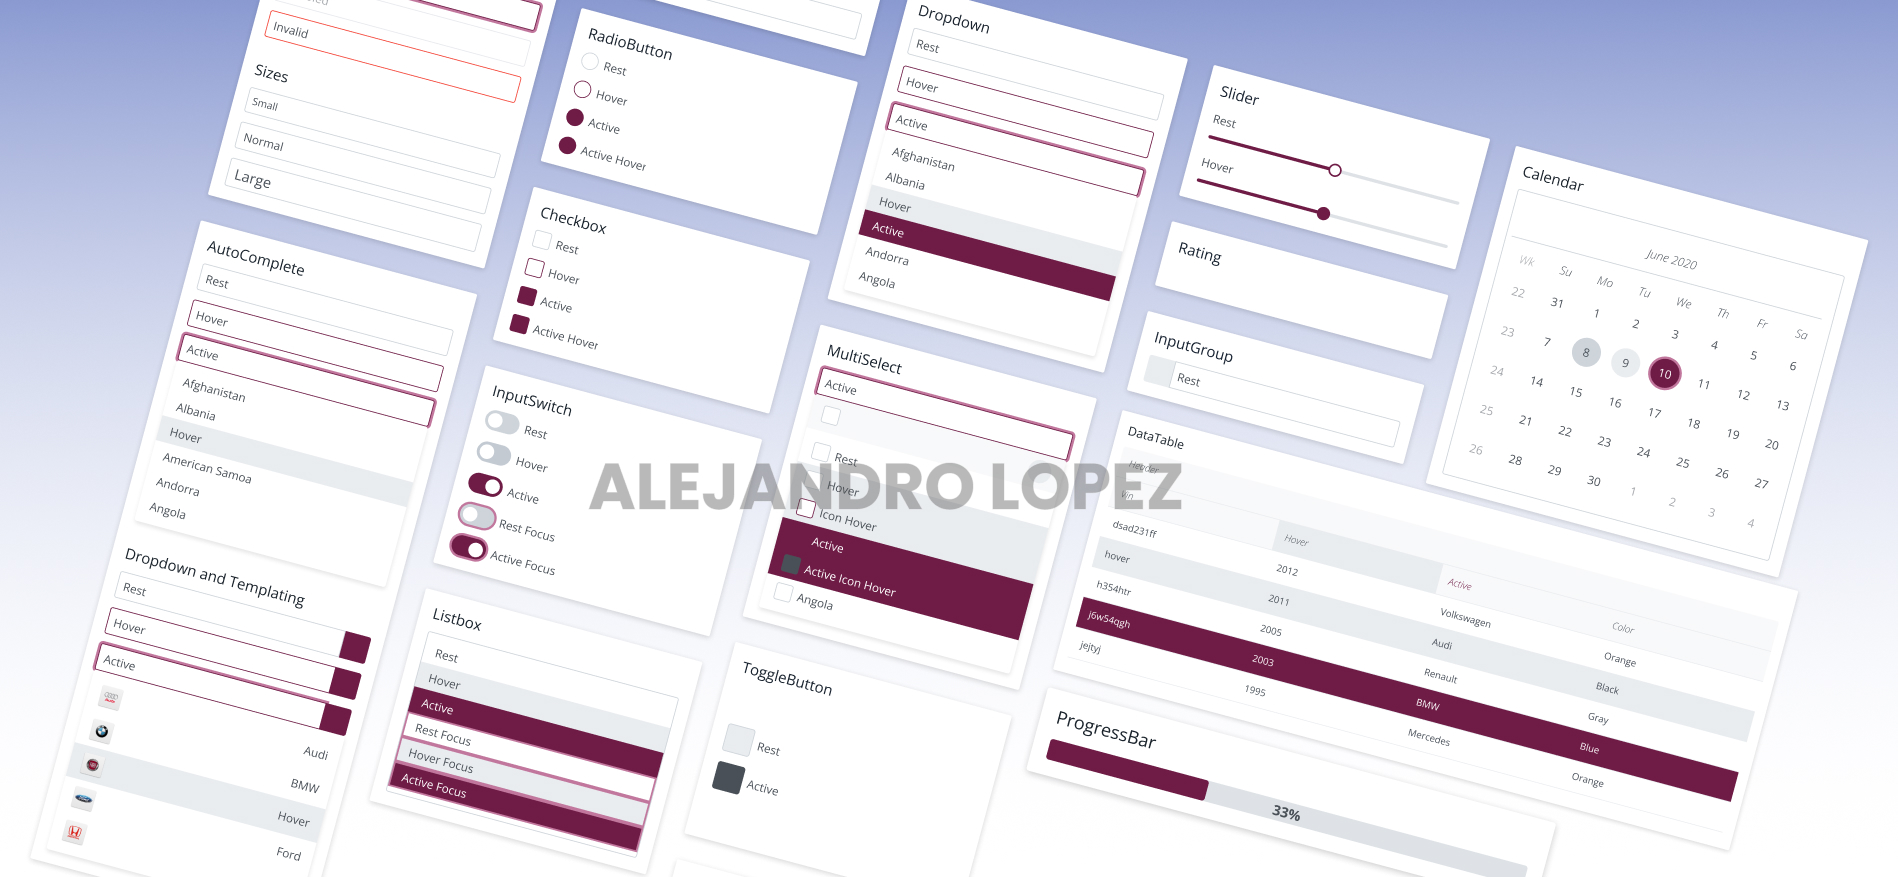 Invalid
Sizes
Small
Normal
Large
AutoComplete
Rest
Hover
Active
Afghanistan
Albania
Hover
American Samoa
Andorra
Angola
Dropdown and Templating
Rest
Hover
Active
Audi
BMW
Hover
Ford
RadioButton
Rest
Hover
Active
Active Hover
Checkbox
Rest
Hover
Active
Active Hover
InputSwitch
Rest
Hover
Active
Rest Focus
Active Focus
Listbox
Rest
Hover
Active
Rest Focus
Hover Focus
Active Focus
Dropdown
Rest
Hover
Active
Afghanistan
Albania
Hover
Active
Andorra
Angola
MultiSelect
Active
Rest
Hover
Icon Hover
Active
Active Icon Hover
Angola
ALEJANDRO LOPEZ
ToggleButton
Rest
Active
Slider
Rest
Hover
Rating
InputGroup
Rest
DataTable
Header
Vin
Hover
Active
Color
dsad231ff 2012 Volkswagen Orange
hover 2011 Audi Black
h354htr 2005 Renault Gray
j6w54qgh 2003 BMW Blue
jejtyj 1995 Mercedes Orange
ProgressBar
33%
Calendar
June 2020
Wk Su Mo Tu We Th Fr Sa
22 31 1 2 3 4 5 6
23 7 8 9 10 11 12 13
24 14 15 16 17 18 19 20
25 21 22 23 24 25 26 27
26 28 29 30 1 2 3 4